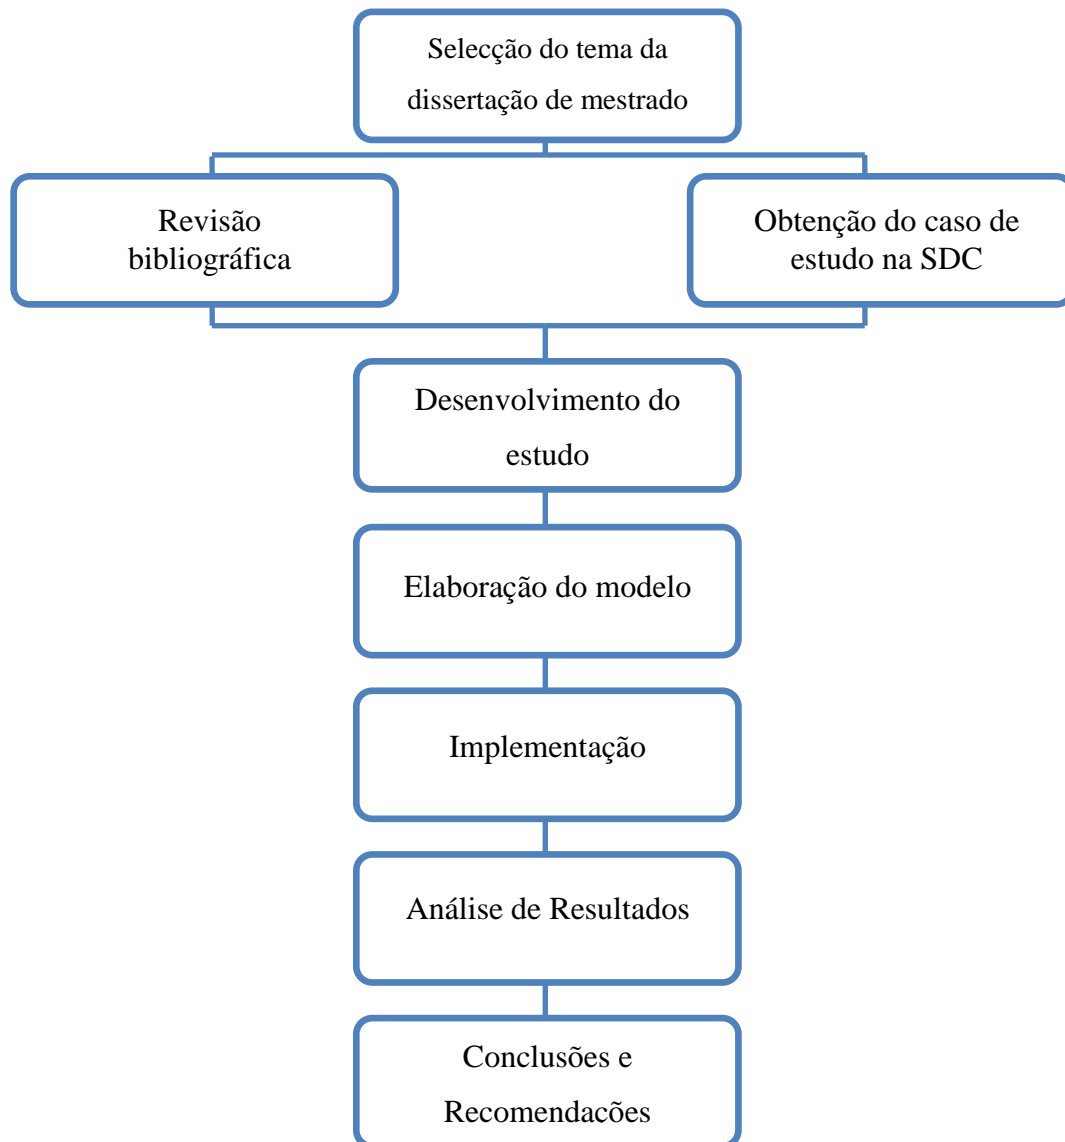 Selecção do tema da
dissertação de mestrado
Revisão
bibliográfica
Obtenção do caso de
estudo na SDC
Desenvolvimento do
estudo
Elaboração do modelo
Implementação
Análise de Resultados
Conclusões e
Recomendacões